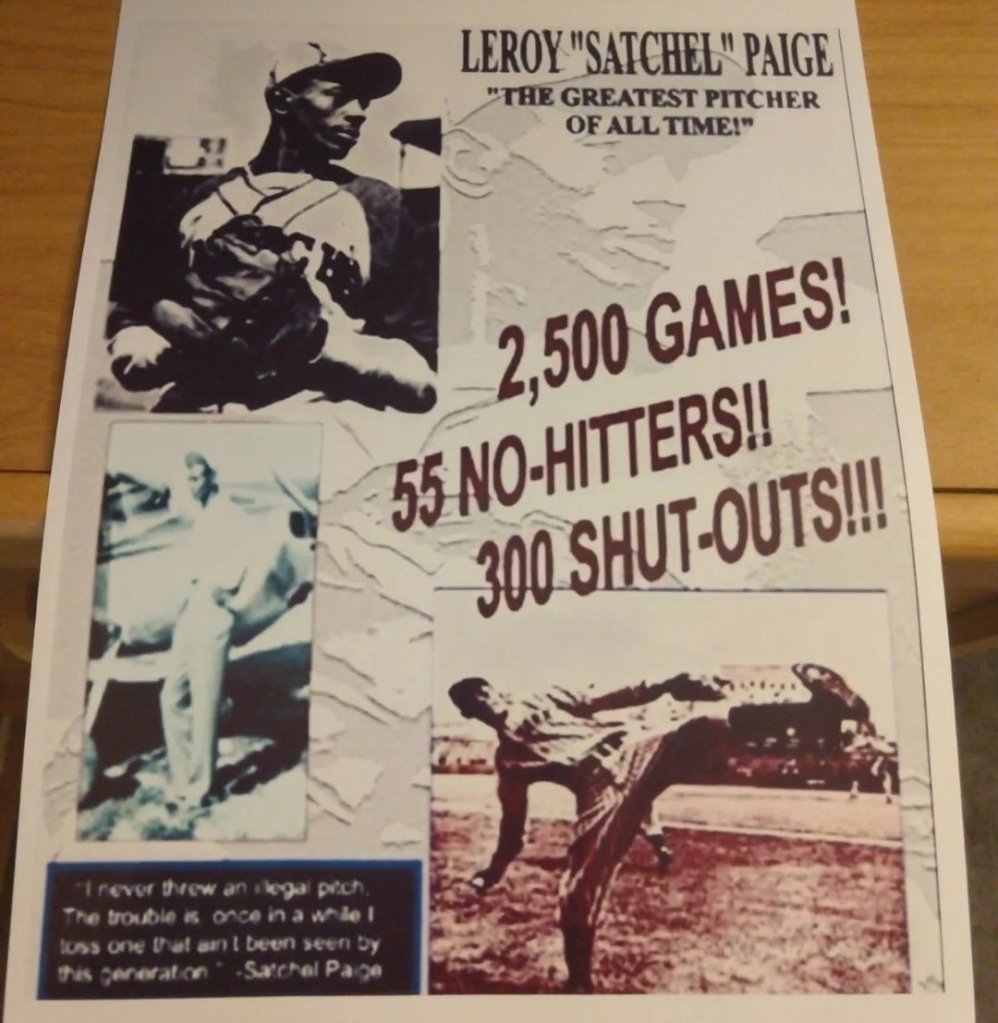 LEROY "SATCHEL" PAIGE
"THE GREATEST PITCHER
OF ALL TIME!"
2,500 GAMES!
55 NO-HITTERS!!
300 SHUT-OUTS!!!
"I never threw an illegal pitch.
The trouble is once in a while I
toss one that ain't been seen by
this generation" -Satchel Paige